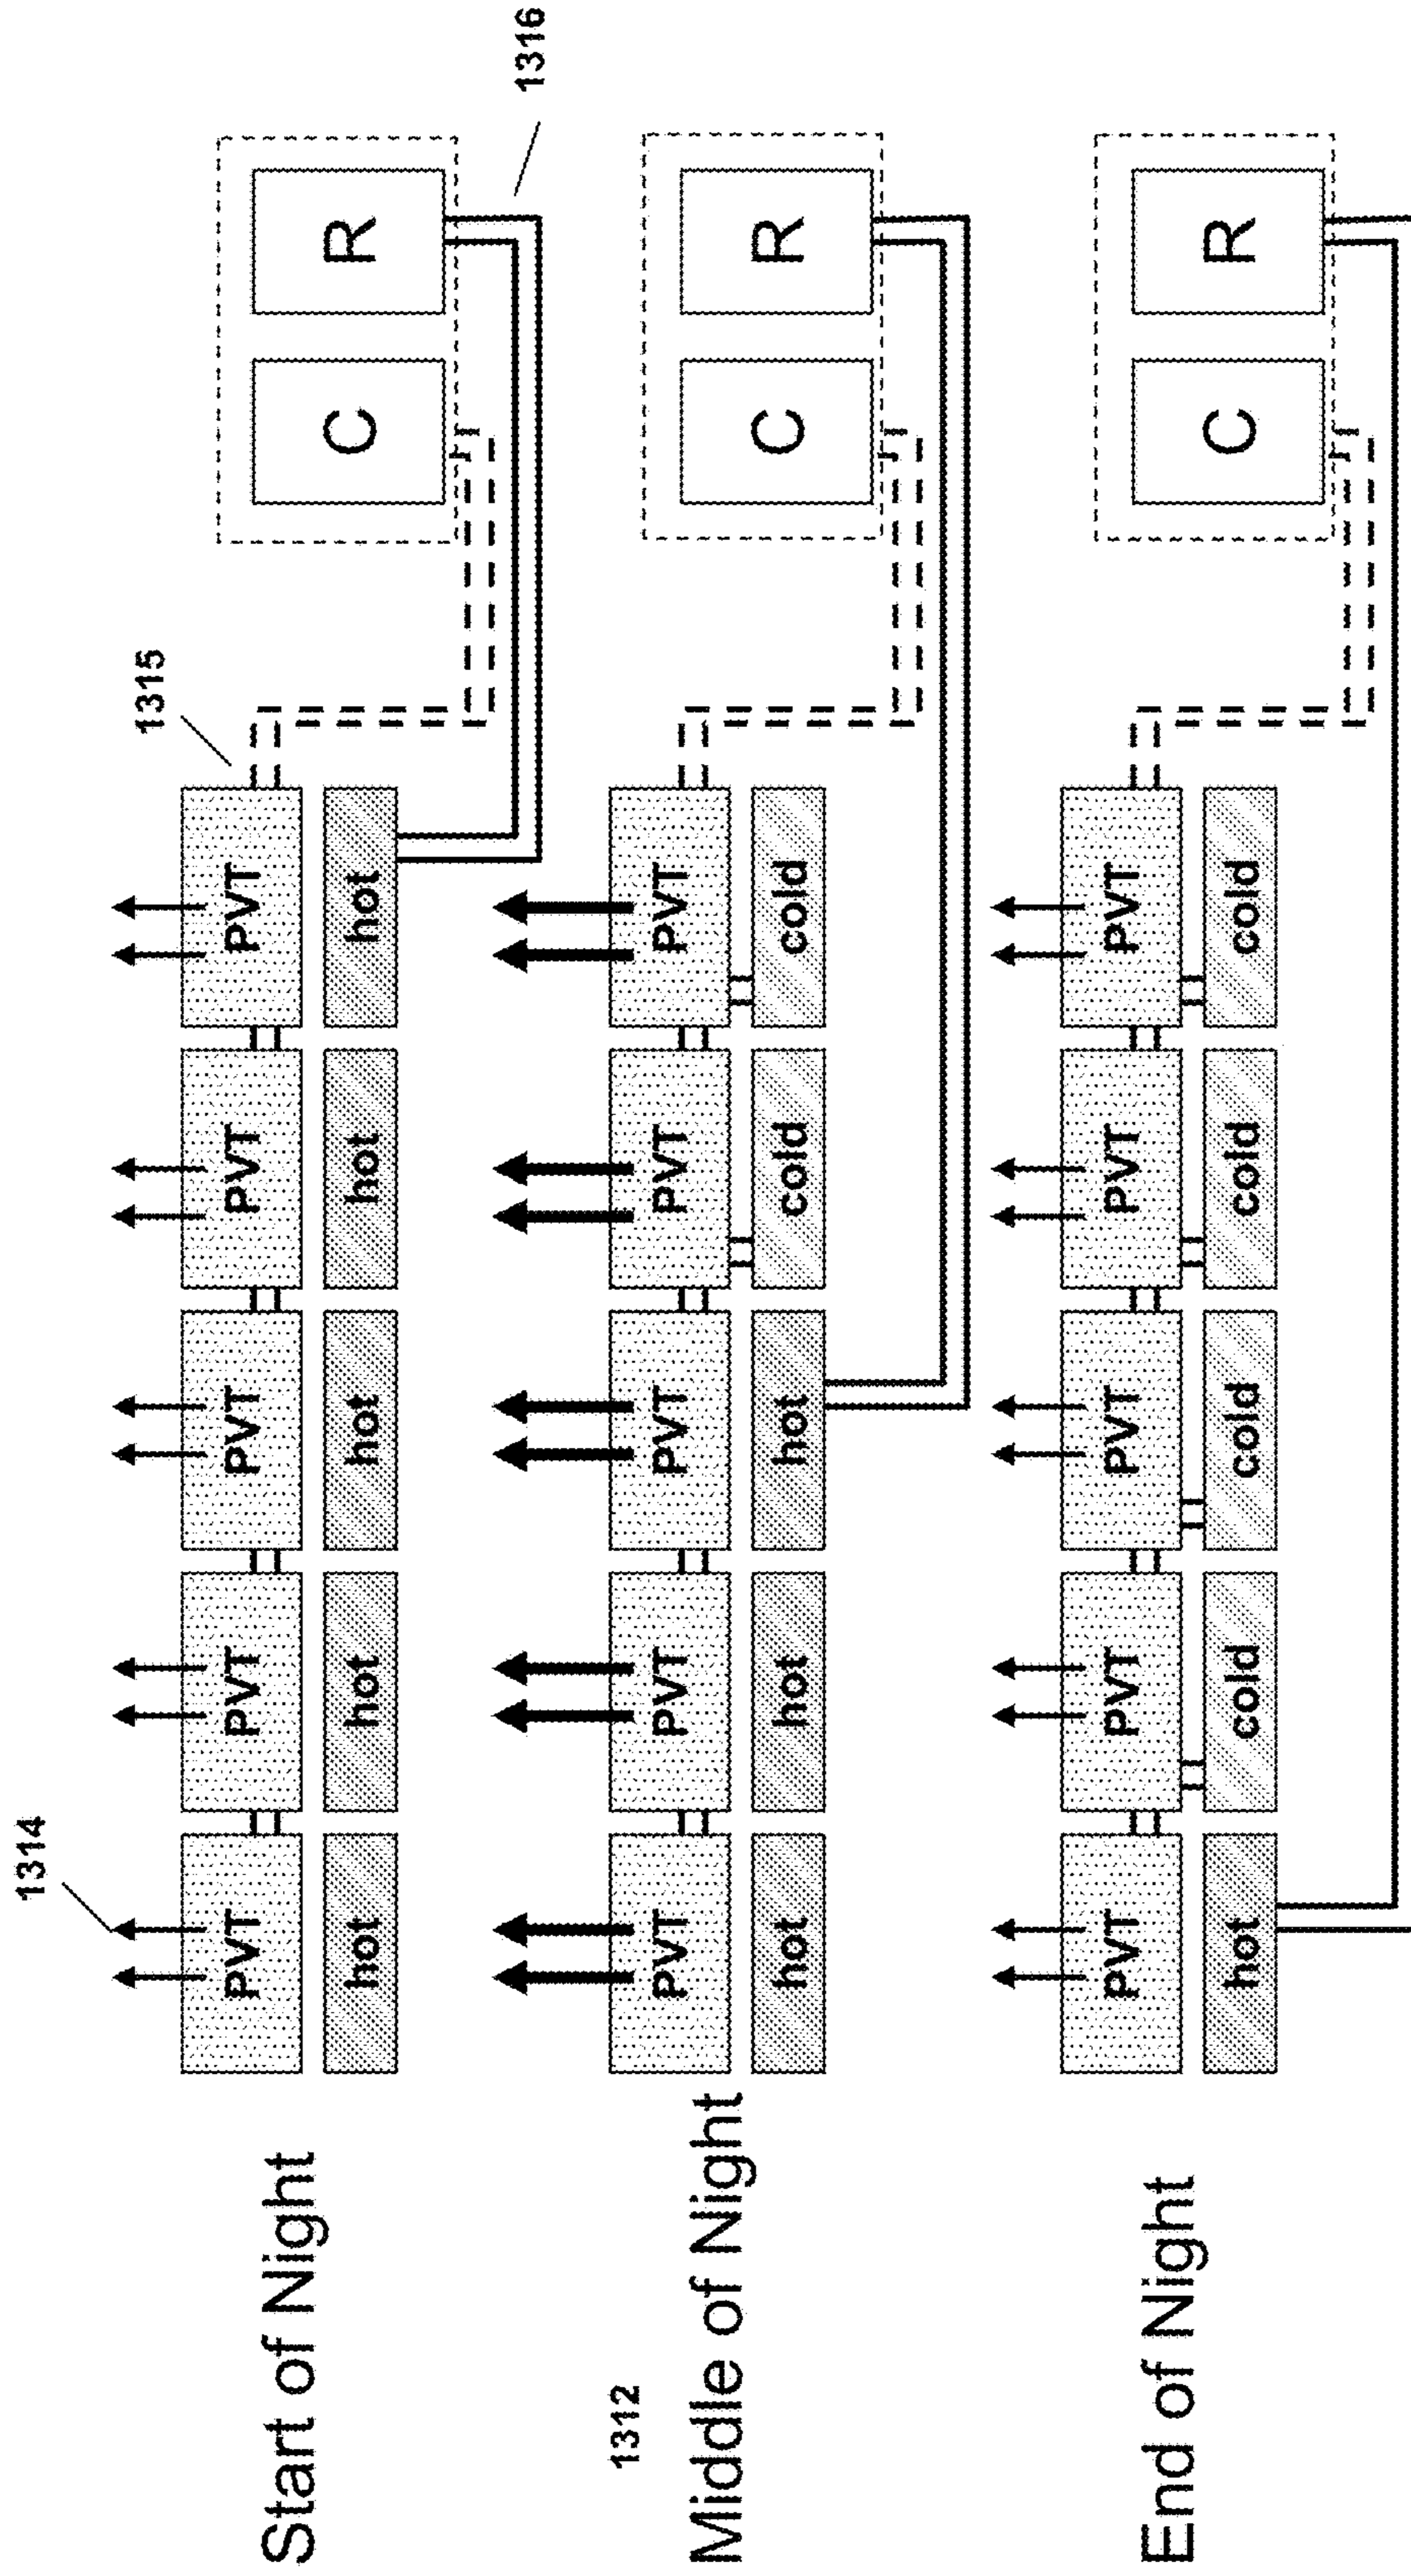 1314
1315
1316
Start of Night
PVT PVT PVT PVT PVT
hot hot hot hot hot
C R
1312
Middle of Night
PVT PVT PVT PVT PVT
hot hot hot cold cold
C R
End of Night
PVT PVT PVT PVT PVT
hot cold cold cold cold
C R